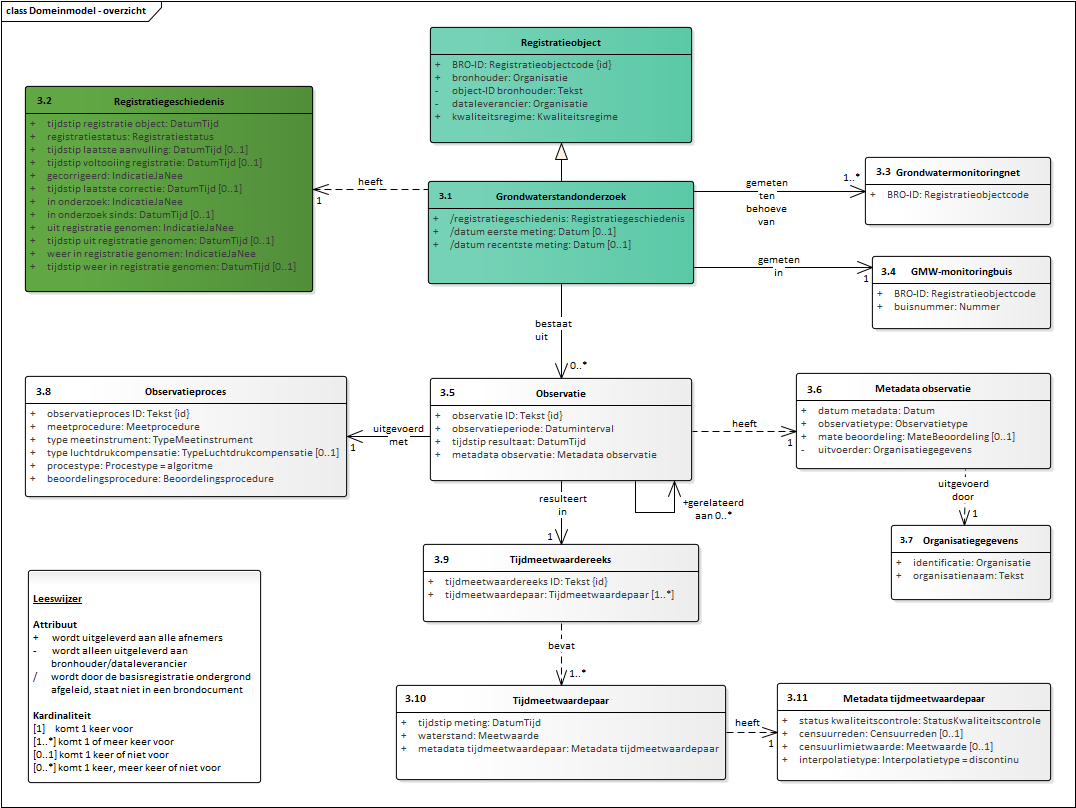 class Domeinmodel - overzicht
Registratieobject
+ BRO-ID: Registratieobjectcode {id}
+ bronhouder: Organisatie
- object-ID bronhouder: Tekst
- dataleverancier: Organisatie
+ kwaliteitsregime: Kwaliteitsregime
3.2 Registratiegeschiedenis
+ tijdstip registratie object: DatumTijd
+ registratiestatus: Registratiestatus
+ tijdstip laatste aanvulling: DatumTijd [0..1]
+ tijdstip voltooiing registratie: DatumTijd [0..1]
+ gecorrigeerd: IndicatieJaNee
+ tijdstip laatste correctie: DatumTijd [0..1]
+ in onderzoek: IndicatieJaNee
+ in onderzoek sinds: DatumTijd [0..1]
+ uit registratie genomen: IndicatieJaNee
+ tijdstip uit registratie genomen: DatumTijd [0..1]
+ weer in registratie genomen: IndicatieJaNee
+ tijdstip weer in registratie genomen: DatumTijd [0..1]
heeft
1
3.1 Grondwaterstandonderzoek
+ /registratiegeschiedenis: Registratiegeschiedenis
+ /datum eerste meting: Datum [0..1]
+ /datum recentste meting: Datum [0..1]
gemeten
ten
behoeve
van
1..*
3.3 Grondwatermonitoringnet
+ BRO-ID: Registratieobjectcode
gemeten
in
1
3.4 GMW-monitoringbuis
+ BRO-ID: Registratieobjectcode
+ buisnummer: Nummer
bestaat
uit
0..*
3.8 Observatieproces
+ observatieproces ID: Tekst {id}
+ meetprocedure: Meetprocedure
+ type meetinstrument: TypeMeetinstrument
+ type luchtdrukcompensatie: TypeLuchtdrukcompensatie [0..1]
+ procestype: Procestype = algoritme
+ beoordelingsprocedure: Beoordelingsprocedure
uitgevoerd
met
1
3.5 Observatie
+ observatie ID: Tekst {id}
+ observatieperiode: Datuminterval
+ tijdstip resultaat: DatumTijd
+ metadata observatie: Metadata observatie
heeft
1
3.6 Metadata observatie
+ datum metadata: Datum
+ observatietype: Observatietype
+ mate beoordeling: MateBeoordeling [0..1]
- uitvoerder: Organisatiegegevens
uitgevoerd
door
1
3.7 Organisatiegegevens
+ identificatie: Organisatie
+ organisatienaam: Tekst
resulteert
in
1
+gerelateerd
aan 0..*
3.9 Tijdmeetwaardereeks
+ tijdmeetwaardereeks ID: Tekst {id}
+ tijdmeetwaardepaar: Tijdmeetwaardepaar [1..*]
bevat
1..*
3.10 Tijdmeetwaardepaar
+ tijdstip meting: DatumTijd
+ waterstand: Meetwaarde
+ metadata tijdmeetwaardepaar: Metadata tijdmeetwaardepaar
heeft
1
3.11 Metadata tijdmeetwaardepaar
+ status kwaliteitscontrole: StatusKwaliteitscontrole
+ censuurreden: Censuurreden [0..1]
+ censuurlimietwaarde: Meetwaarde [0..1]
+ interpolatietype: Interpolatietype = discontinu
Leeswijzer
Attribuut
+ wordt uitgeleverd aan alle afnemers
- wordt alleen uitgeleverd aan
bronhouder/dataleverancier
/ wordt door de basisregistratie ondergrond
afgeleid, staat niet in een brondocument
Kardinaliteit
[1] komt 1 keer voor
[1..*] komt 1 of meer keer voor
[0..1] komt 1 keer of niet voor
[0..*] komt 1 keer, meer keer of niet voor